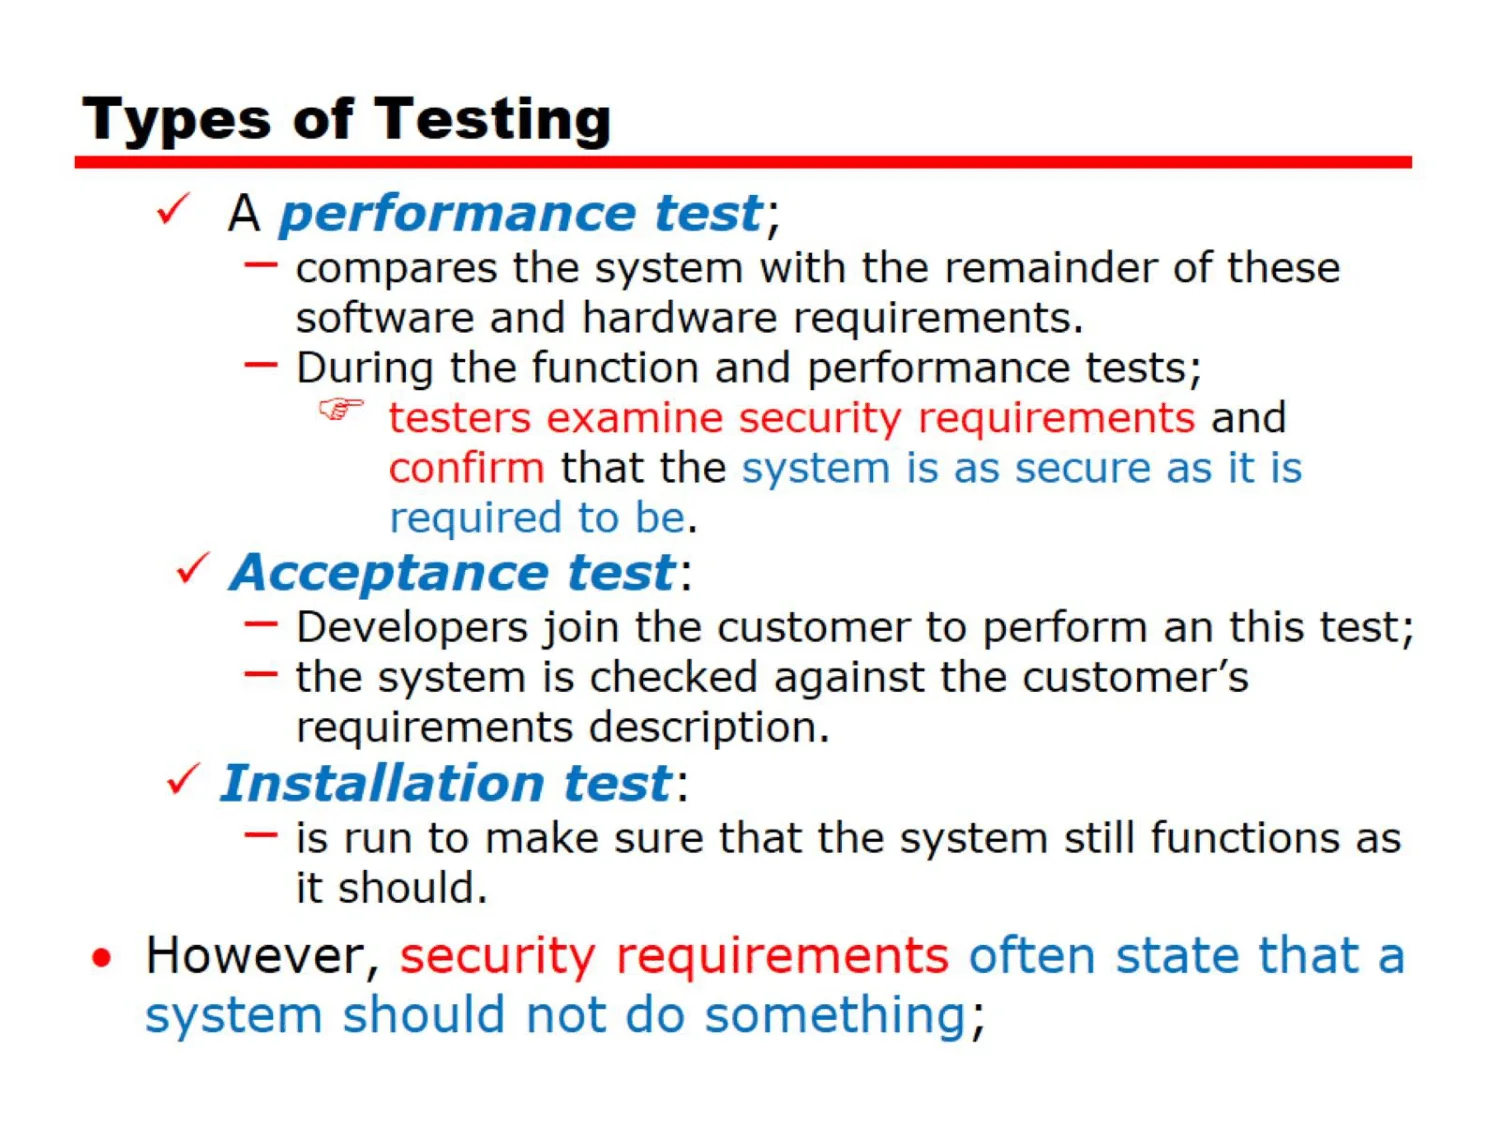 Types of Testing
✓ A performance test;
– compares the system with the remainder of these
software and hardware requirements.
– During the function and performance tests;
☞ testers examine security requirements and
confirm that the system is as secure as it is
required to be.
✓ Acceptance test:
– Developers join the customer to perform an this test;
– the system is checked against the customer’s
requirements description.
✓ Installation test:
– is run to make sure that the system still functions as
it should.
• However, security requirements often state that a
system should not do something;